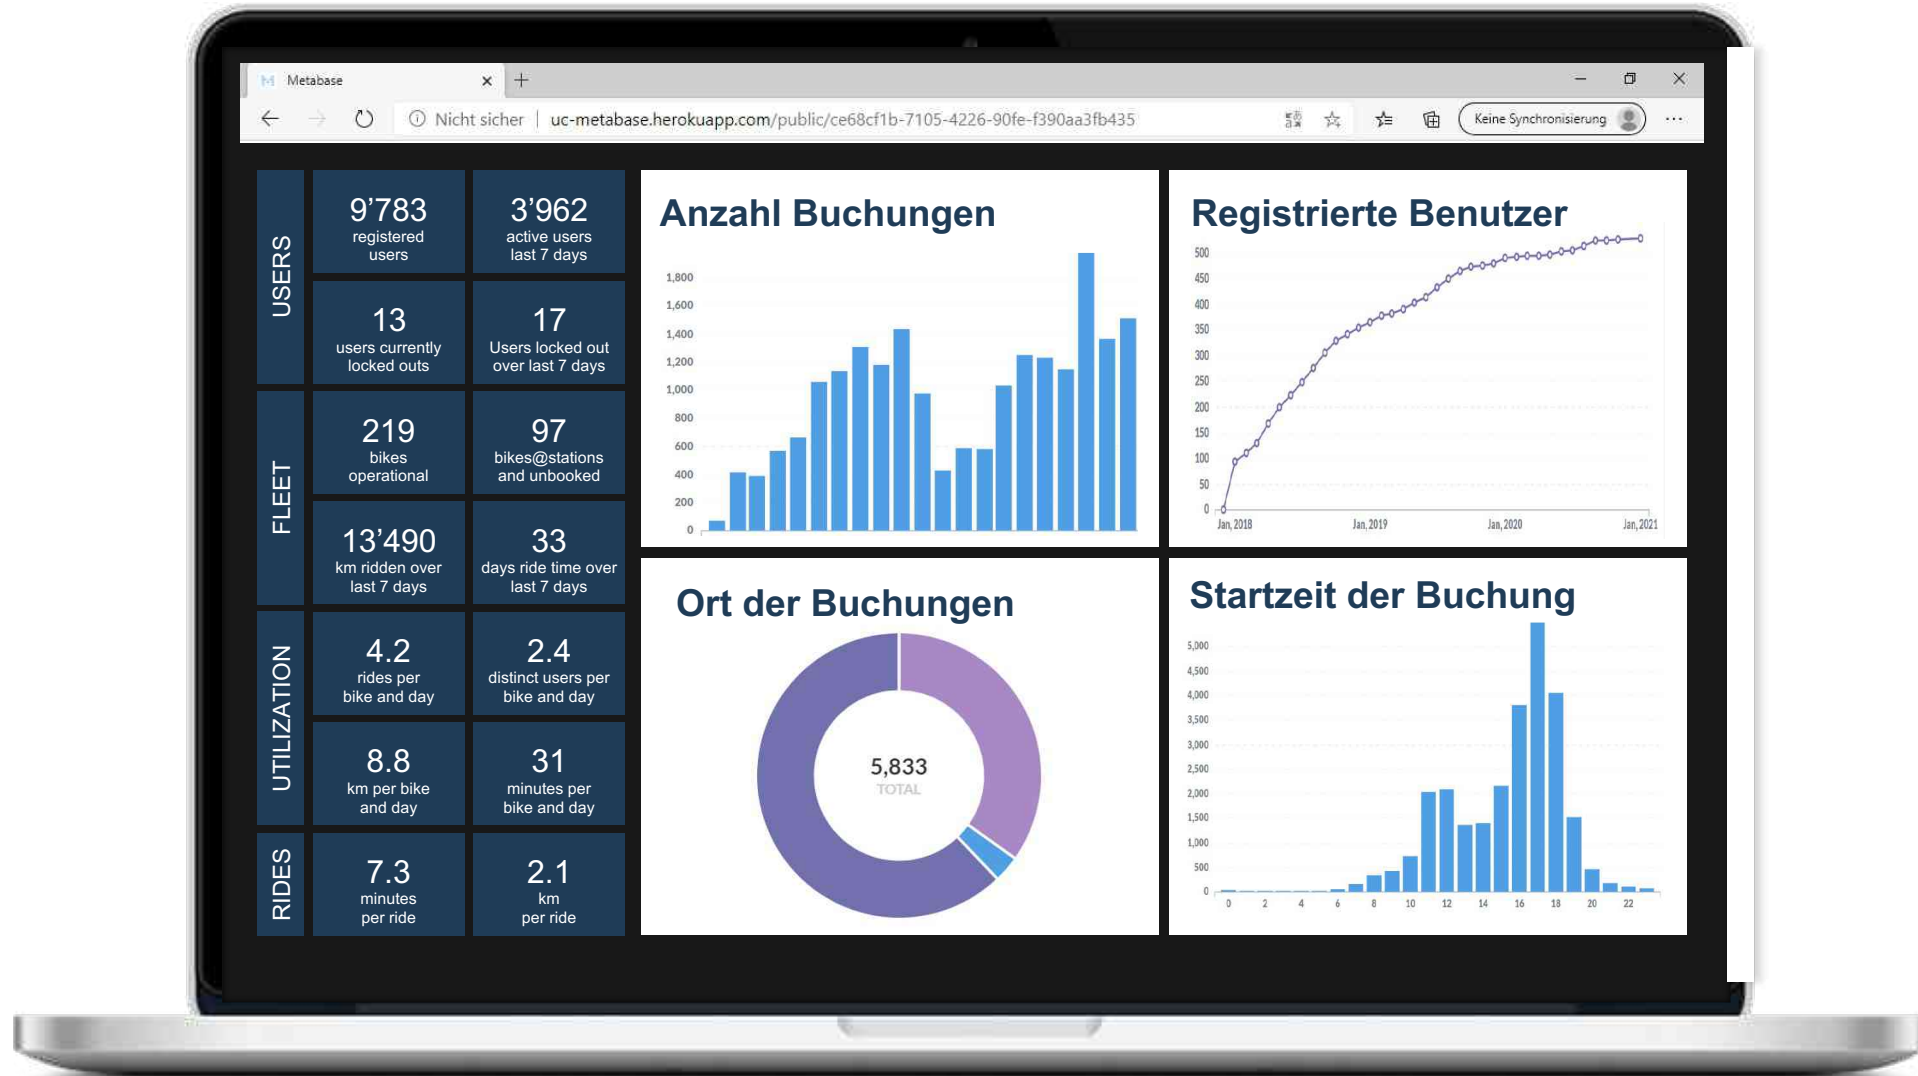 Metabase
Nicht sicher | uc-metabase.herokuapp.com/public/ce68cf1b-7105-4226-90fe-f390aa3fb435
Keine Synchronisierung
USERS
9’783
registered
users
3’962
active users
last 7 days
13
users currently
locked outs
17
Users locked out
over last 7 days
FLEET
219
bikes
operational
97
bikes@stations
and unbooked
13’490
km ridden over
last 7 days
33
days ride time over
last 7 days
UTILIZATION
4.2
rides per
bike and day
2.4
distinct users per
bike and day
8.8
km per bike
and day
31
minutes per
bike and day
RIDES
7.3
minutes
per ride
2.1
km
per ride
Anzahl Buchungen
1,800
1,600
1,400
1,200
1,000
800
600
400
200
0
Registrierte Benutzer
500
450
400
350
300
250
200
150
100
50
0
Jan, 2018 Jan, 2019 Jan, 2020 Jan, 2021
Ort der Buchungen
5,833
TOTAL
Startzeit der Buchung
5,000
4,500
4,000
3,500
3,000
2,500
2,000
1,500
1,000
500
0
0 2 4 6 8 10 12 14 16 18 20 22